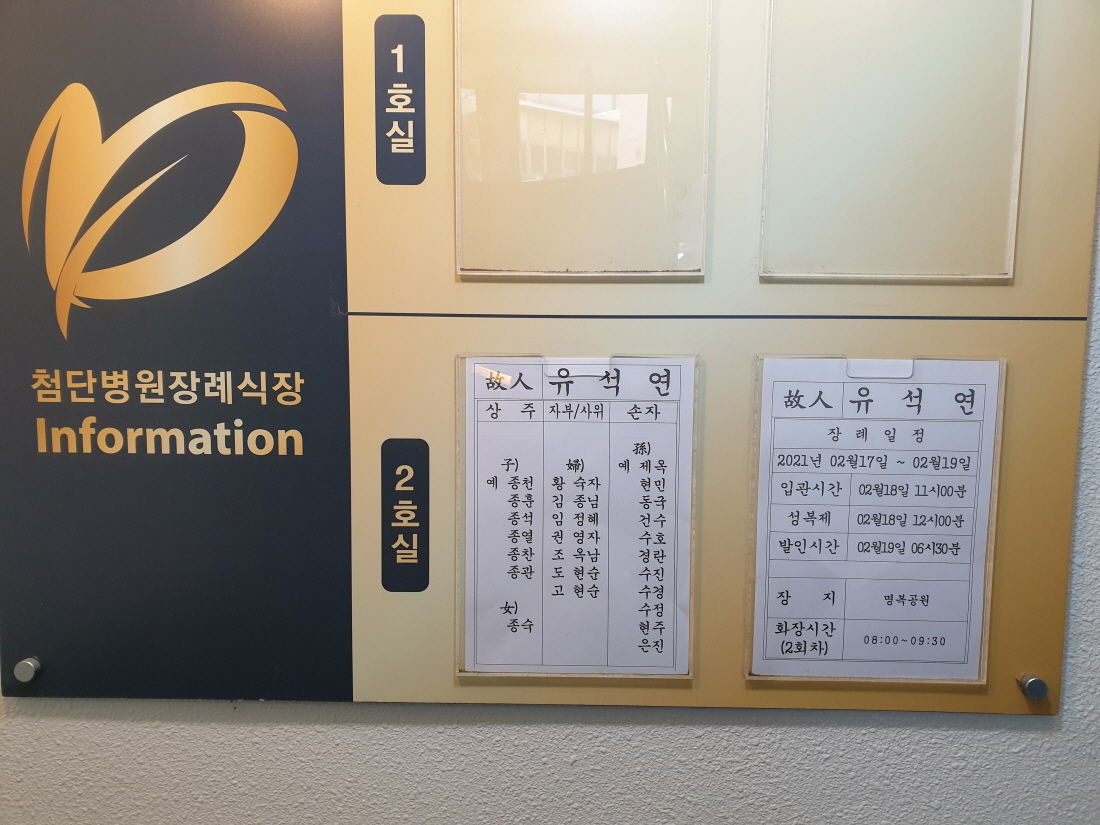 첨단병원장례식장
Information
1호실
2호실
故人 유 석 연
상 주 자부/사위 손자
子)
예 종천
종훈
종석
종열
종찬
종관
女)
종숙
婦)
황 숙자
김 종님
임 정혜
권 영자
조 옥남
도 현순
고 현순
孫)
예 제옥
현민
동국
건수
수호
경란
수진
수경
수정
현주
은진
故人 유 석 연
장 례 일 정
2021년 02월17일 ~ 02월19일
입관시간 02월18일 11시00분
성복제 02월18일 12시00분
발인시간 02월19일 06시30분
장 지 명복공원
화장시간 (2회차) 08:00~09:30